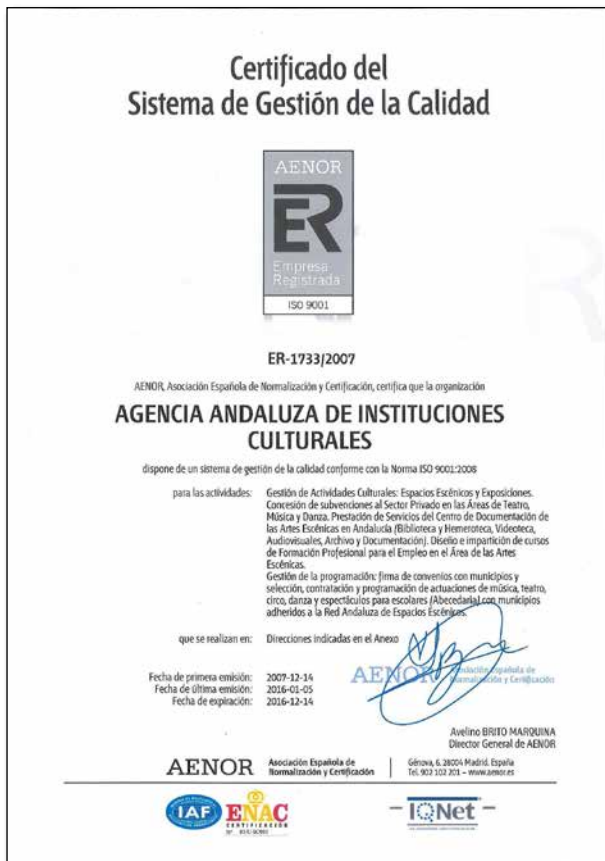 Certificado del
Sistema de Gestión de la Calidad
AENOR
ER
Empresa
Registrada
ISO 9001
ER-1733/2007
AENOR, Asociación Española de Normalización y Certificación, certifica que la organización
AGENCIA ANDALUZA DE INSTITUCIONES
CULTURALES
dispone de un sistema de gestión de la calidad conforme con la Norma ISO 9001:2008
para las actividades: Gestión de Actividades Culturales: Espacios Escénicos y Exposiciones.
Concesión de subvenciones al Sector Privado en las Áreas de Teatro,
Música y Danza. Prestación de Servicios del Centro de Documentación de
las Artes Escénicas en Andalucía (Biblioteca y Hemeroteca, Videoteca,
Audiovisuales, Archivo y Documentación). Diseño e impartición de cursos
de Formación Profesional para el Empleo en el Área de las Artes
Escénicas.
Gestión de la programación: firma de convenios con municipios y
selección, contratación y programación de actuaciones de música, teatro,
circo, danza y espectáculos para escolares (Abecedaria) con municipios
adheridos a la Red Andaluza de Espacios Escénicos.
que se realizan en: Direcciones indicadas en el Anexo
Fecha de primera emisión: 2007-12-14
Fecha de última emisión: 2016-01-05
Fecha de expiración: 2016-12-14
AENOR Asociación Española de
Normalización y Certificación
Avelino BRITO MARQUINA
Director General de AENOR
AENOR Asociación Española de
Normalización y Certificación
Génova, 6. 28004 Madrid. España
Tel. 902 102 201 – www.aenor.es
IAF
ENAC
CERTIFICACIÓN
IQNet